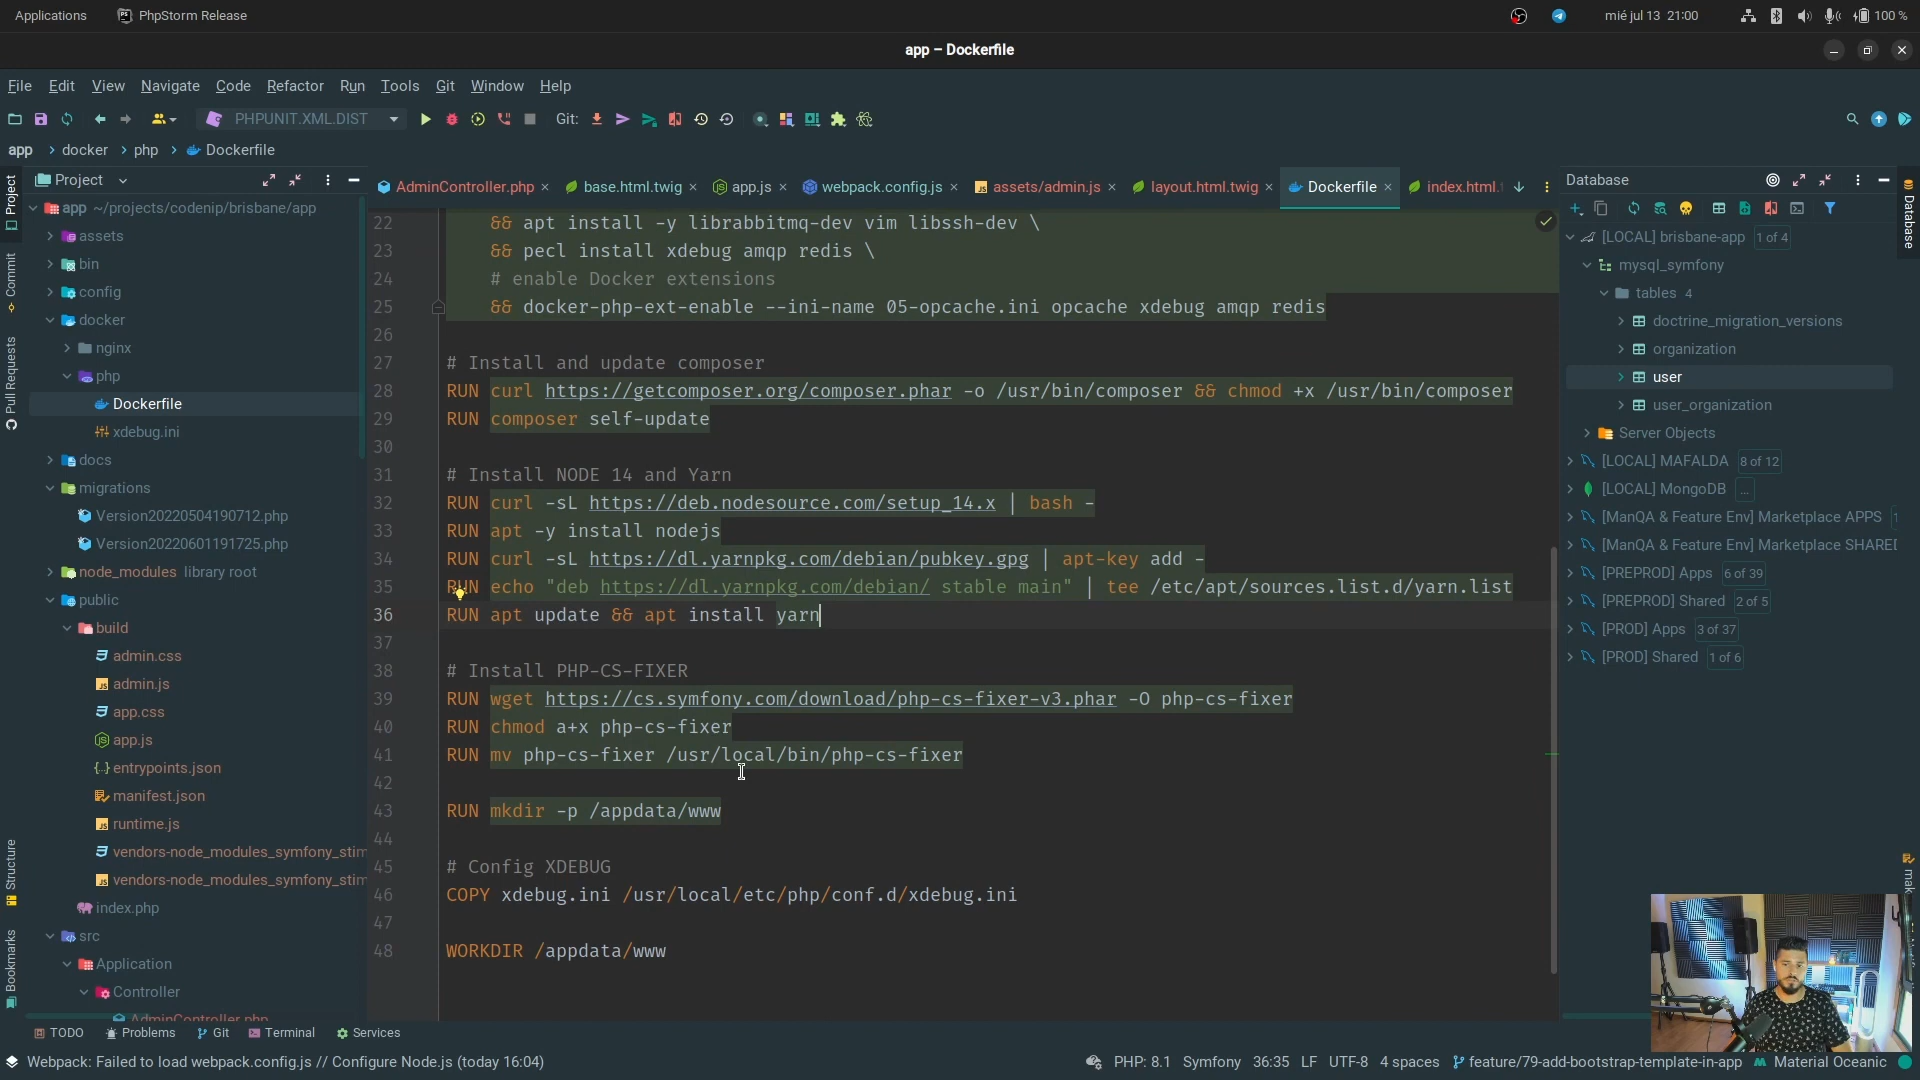 Applications PhpStorm Release mié jul 13 21:00 100 %
app – Dockerfile
File Edit View Navigate Code Refactor Run Tools Git Window Help
PHPUNIT.XML.DIST Git:
app docker php Dockerfile
Project
AdminController.php base.html.twig app.js webpack.config.js assets/admin.js layout.html.twig Dockerfile index.html.
Database
Project
Commit
Pull Requests
Structure
Bookmarks
app ~/projects/codenip/brisbane/app
assets
bin
config
docker
nginx
php
Dockerfile
xdebug.ini
docs
migrations
Version20220504190712.php
Version20220601191725.php
node_modules library root
public
build
admin.css
admin.js
app.css
app.js
entrypoints.json
manifest.json
runtime.js
vendors-node_modules_symfony_stim
vendors-node_modules_symfony_stim
index.php
src
Application
Controller
AdminController.php
22 && apt install -y librabbitmq-dev vim libssh-dev \
23 && pecl install xdebug amqp redis \
24 # enable Docker extensions
25 && docker-php-ext-enable --ini-name 05-opcache.ini opcache xdebug amqp redis
26
27 # Install and update composer
28 RUN curl https://getcomposer.org/composer.phar -o /usr/bin/composer && chmod +x /usr/bin/composer
29 RUN composer self-update
30
31 # Install NODE 14 and Yarn
32 RUN curl -sL https://deb.nodesource.com/setup_14.x | bash -
33 RUN apt -y install nodejs
34 RUN curl -sL https://dl.yarnpkg.com/debian/pubkey.gpg | apt-key add -
35 RUN echo "deb https://dl.yarnpkg.com/debian/ stable main" | tee /etc/apt/sources.list.d/yarn.list
36 RUN apt update && apt install yarn
37
38 # Install PHP-CS-FIXER
39 RUN wget https://cs.symfony.com/download/php-cs-fixer-v3.phar -O php-cs-fixer
40 RUN chmod a+x php-cs-fixer
41 RUN mv php-cs-fixer /usr/local/bin/php-cs-fixer
42
43 RUN mkdir -p /appdata/www
44
45 # Config XDEBUG
46 COPY xdebug.ini /usr/local/etc/php/conf.d/xdebug.ini
47
48 WORKDIR /appdata/www
[LOCAL] brisbane-app 1 of 4
mysql_symfony
tables 4
doctrine_migration_versions
organization
user
user_organization
Server Objects
[LOCAL] MAFALDA 8 of 12
[LOCAL] MongoDB ...
[ManQA & Feature Env] Marketplace APPS 1
[ManQA & Feature Env] Marketplace SHARED
[PREPROD] Apps 6 of 39
[PREPROD] Shared 2 of 5
[PROD] Apps 3 of 37
[PROD] Shared 1 of 6
Database
mak
TODO Problems Git Terminal Services
Webpack: Failed to load webpack.config.js // Configure Node.js (today 16:04) PHP: 8.1 Symfony 36:35 LF UTF-8 4 spaces feature/79-add-bootstrap-template-in-app Material Oceanic